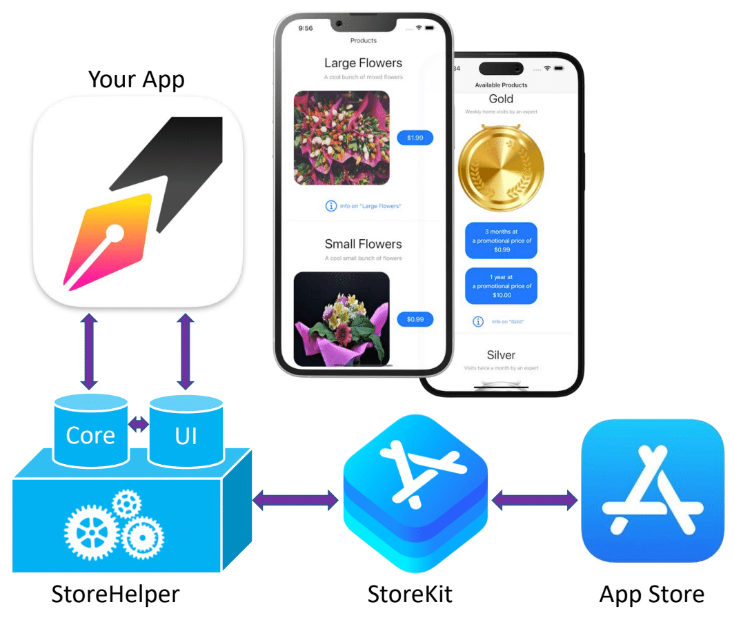 Your App
9:56
Products
Large Flowers
A cool bunch of mixed flowers
$1.99
Info on "Large Flowers"
Small Flowers
A cool small bunch of flowers
$0.99
Available Products
Gold
Weekly home visits by an expert
3 months at
a promotional price of
$0.99
1 year at
a promotional price of
$10.00
Info on "Gold"
Silver
Visits twice a month by an expert
Core
UI
StoreHelper
StoreKit
App Store